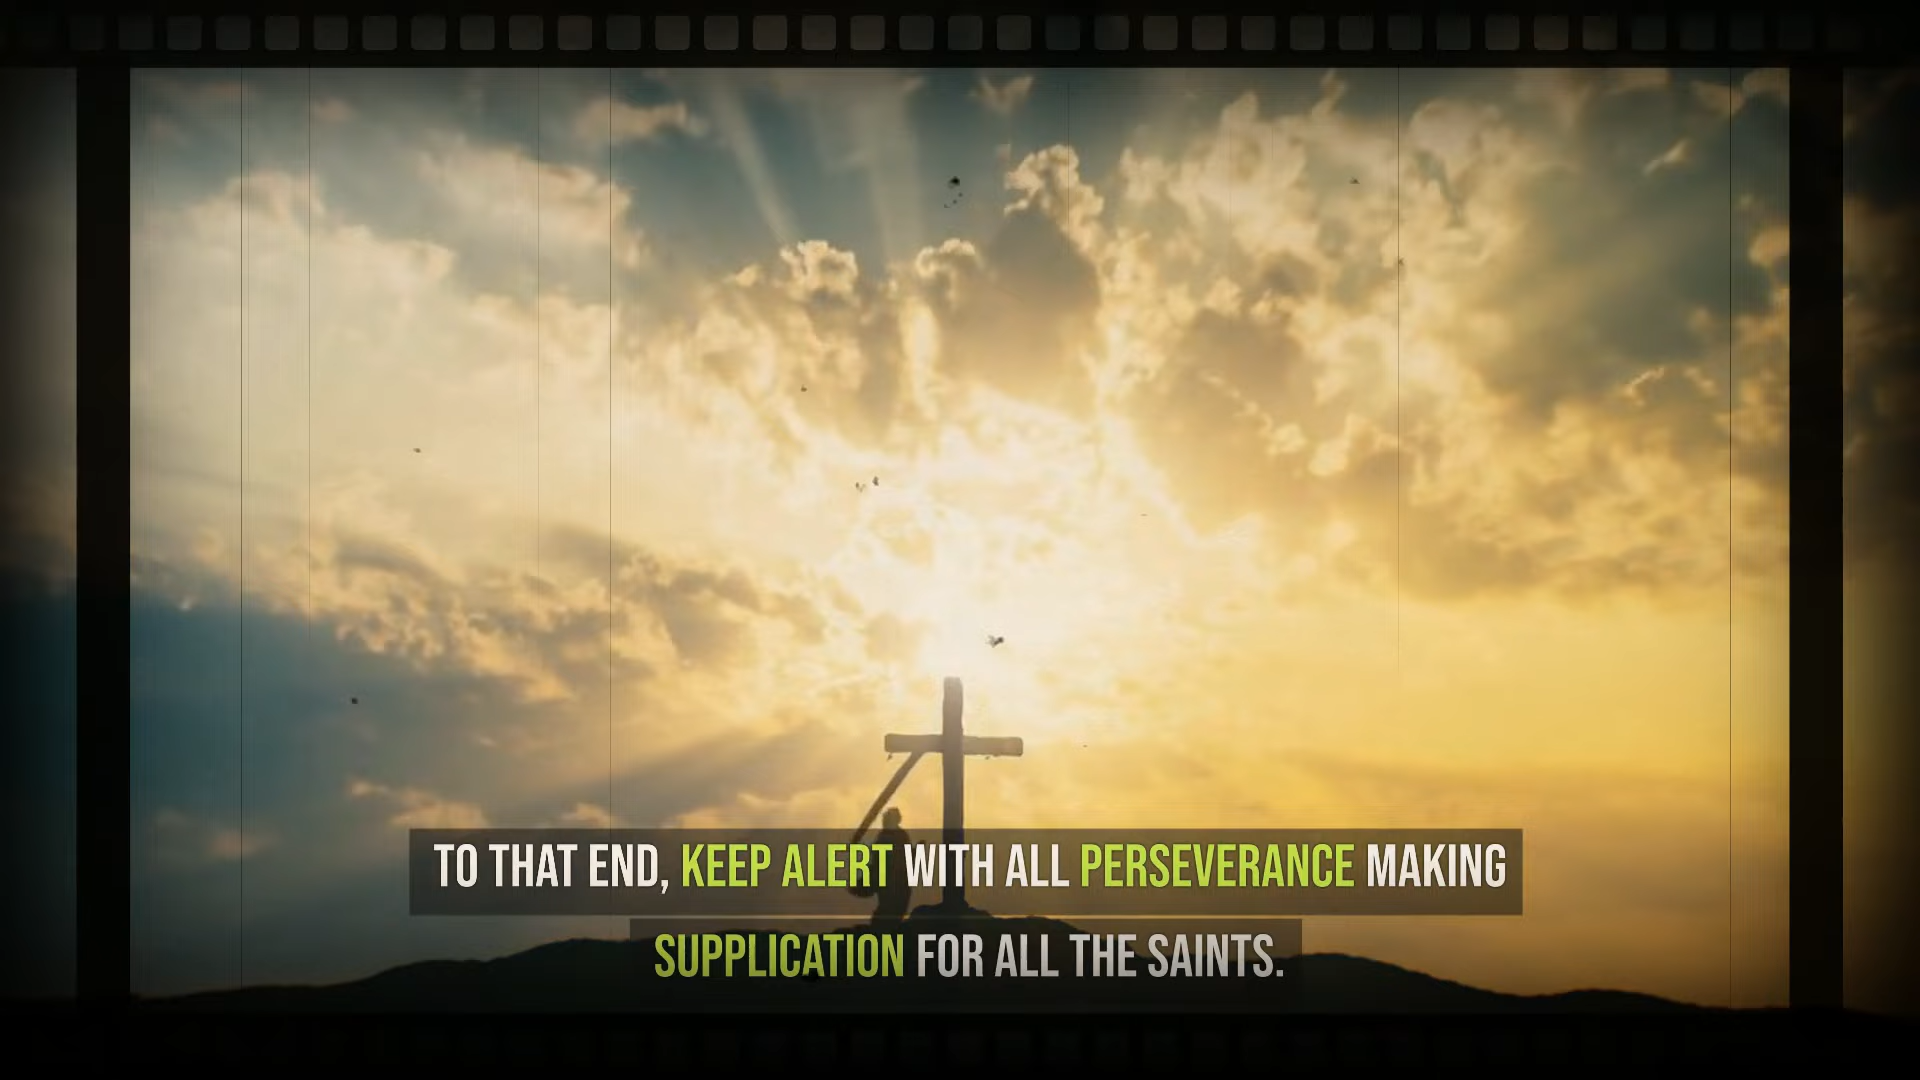 TO THAT END, KEEP ALERT WITH ALL PERSEVERANCE MAKING
SUPPLICATION FOR ALL THE SAINTS.